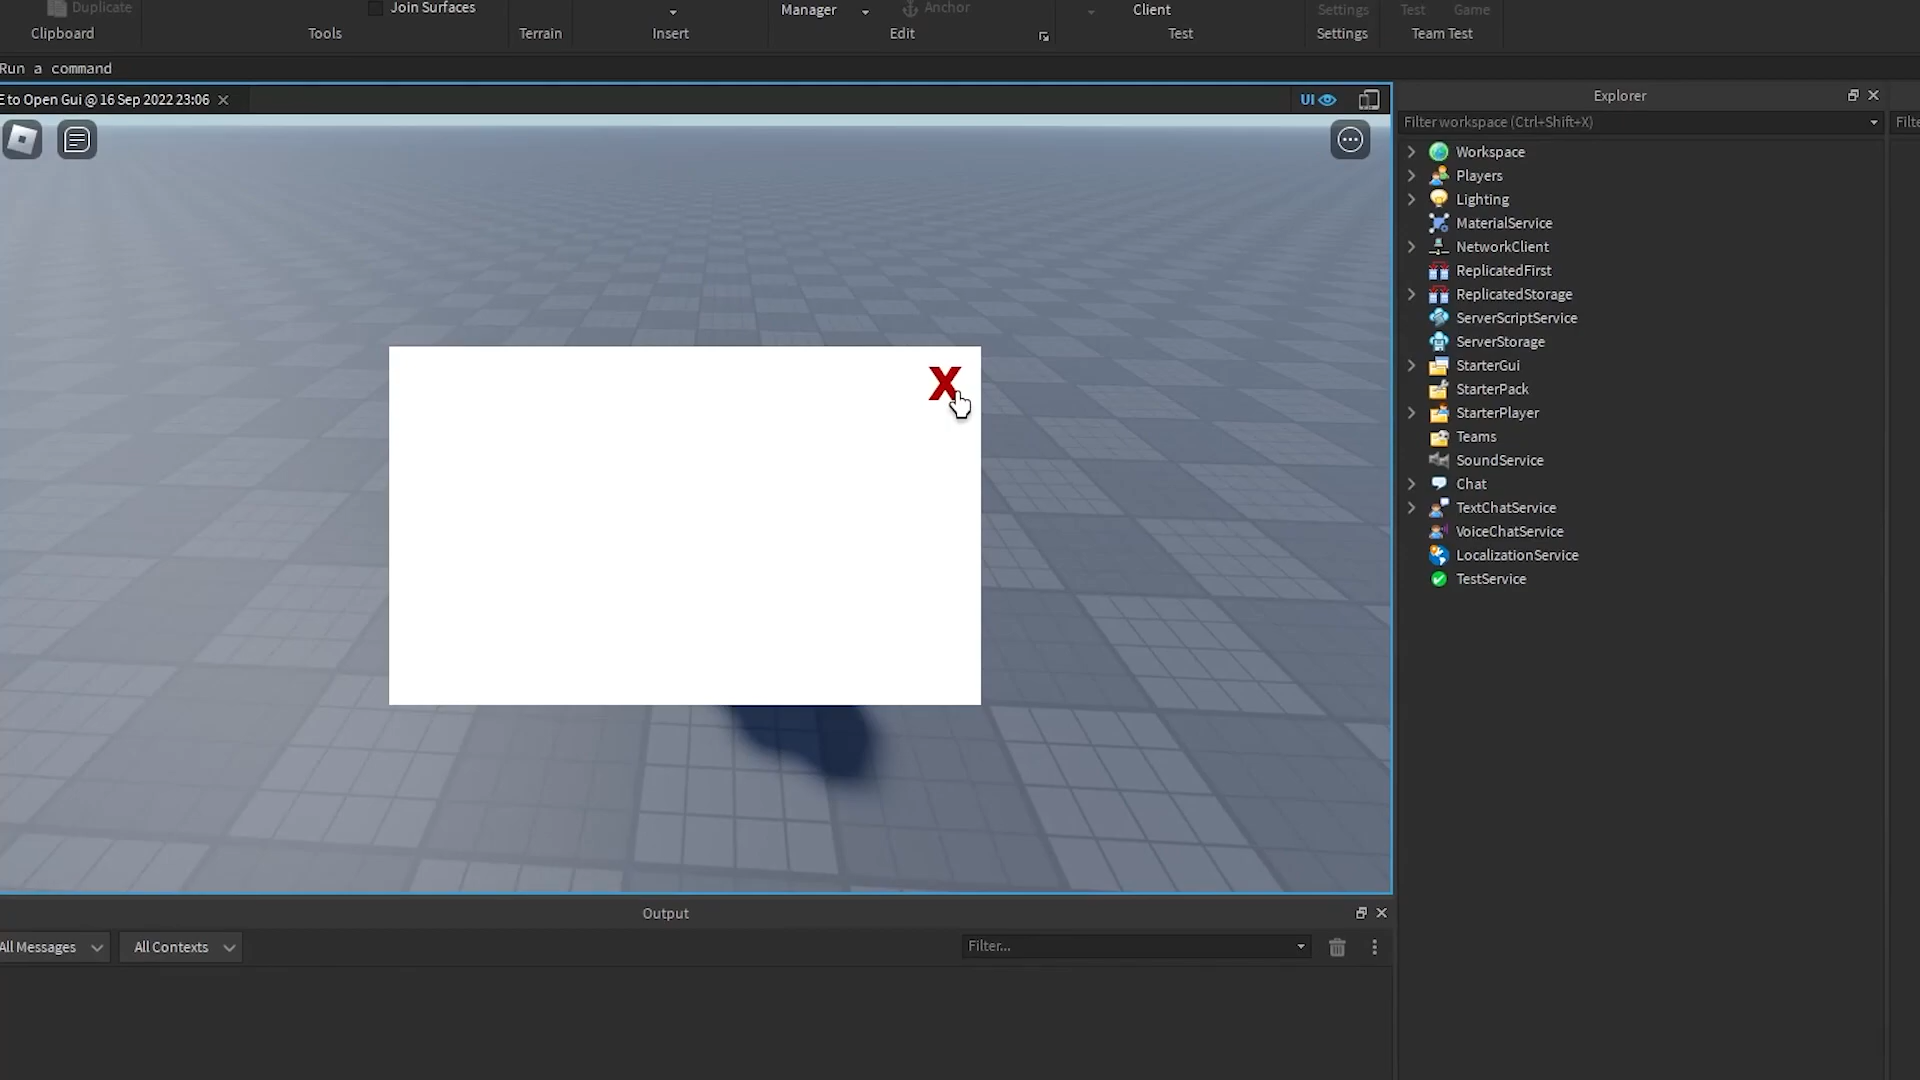 Duplicate
Join Surfaces
Manager
Anchor
Client
Settings
Test
Game
Clipboard
Tools
Terrain
Insert
Edit
Test
Settings
Team Test
Run a command
E to Open Gui @ 16 Sep 2022 23:06
UI
Explorer
Filter workspace (Ctrl+Shift+X)
Filte
Workspace
Players
Lighting
MaterialService
NetworkClient
ReplicatedFirst
ReplicatedStorage
ServerScriptService
ServerStorage
StarterGui
StarterPack
StarterPlayer
Teams
SoundService
Chat
TextChatService
VoiceChatService
LocalizationService
TestService
X
Output
All Messages
All Contexts
Filter...